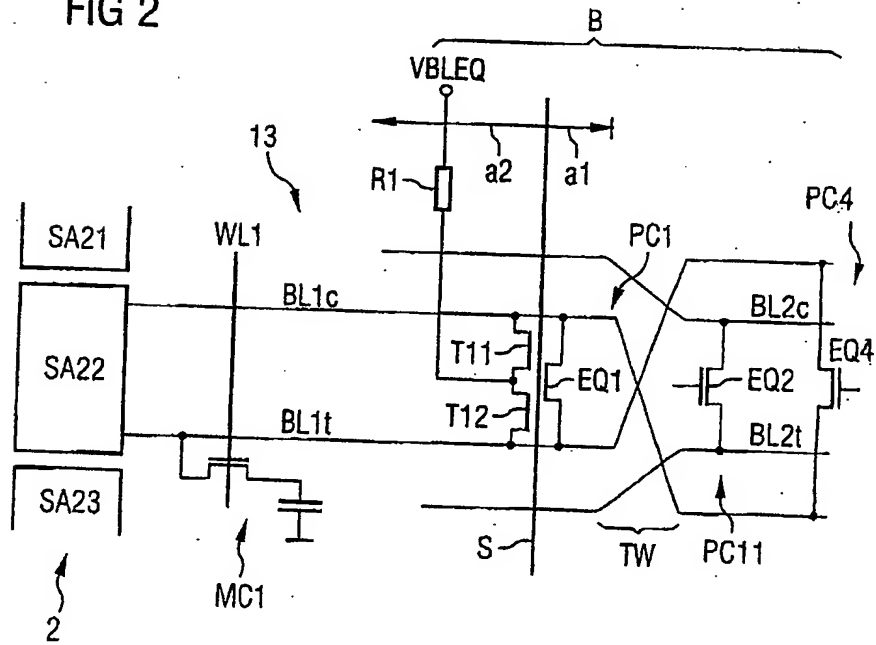 FIG 2
B
VBLEQ
13
a2
a1
R1
PC4
SA21
WL1
PC1
BL1c
BL2c
SA22
T11
EQ1
EQ2
EQ4
T12
BL1t
BL2t
SA23
S
TW
PC11
MC1
2